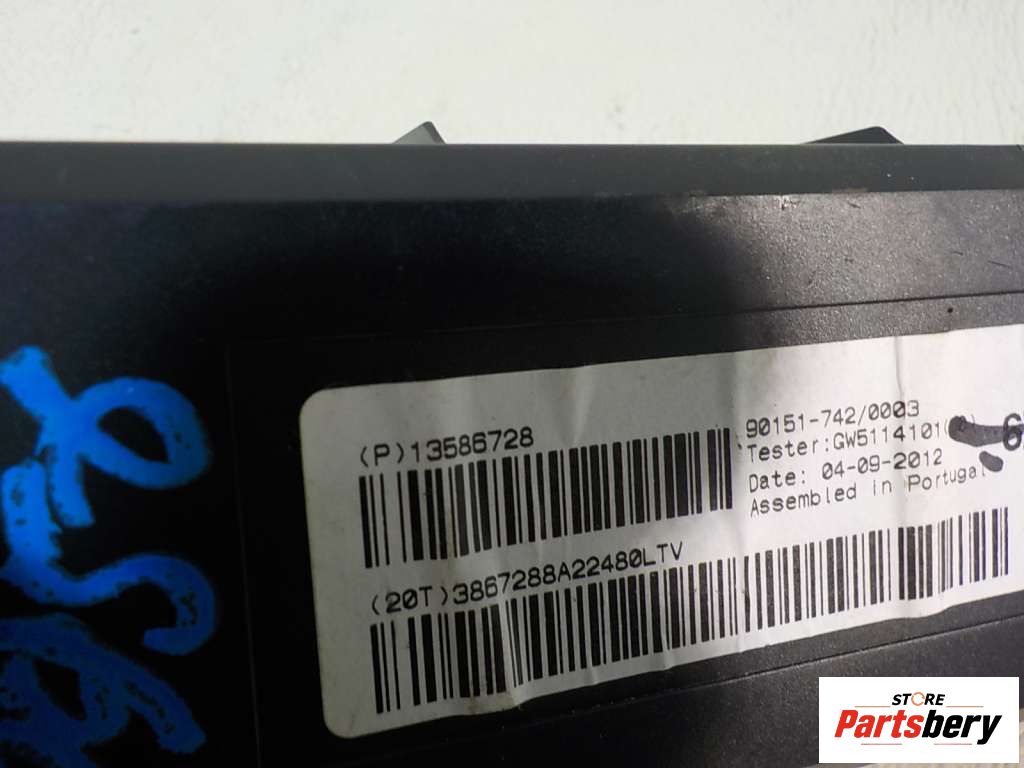 (P)13586728
90151-742/0003
Tester:GW5114101
Date: 04-09-2012
Assembled in Portugal
(20T)3867288A22480LTV
STORE
Partsbery